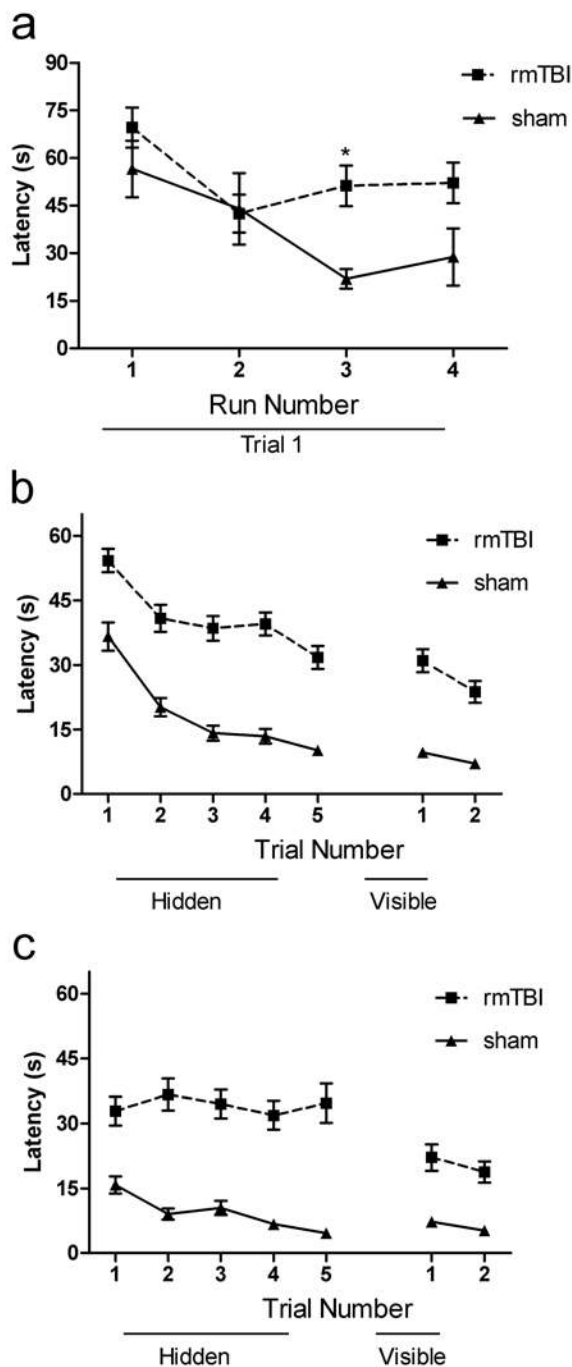 a
90
75
60
45
30
15
0
Latency (s)
rmTBI
sham
*
1 2 3 4
Run Number
Trial 1
b
60
45
30
15
0
Latency (s)
rmTBI
sham
1 2 3 4 5 1 2
Trial Number
Hidden Visible
c
60
45
30
15
0
Latency (s)
rmTBI
sham
1 2 3 4 5 1 2
Trial Number
Hidden Visible